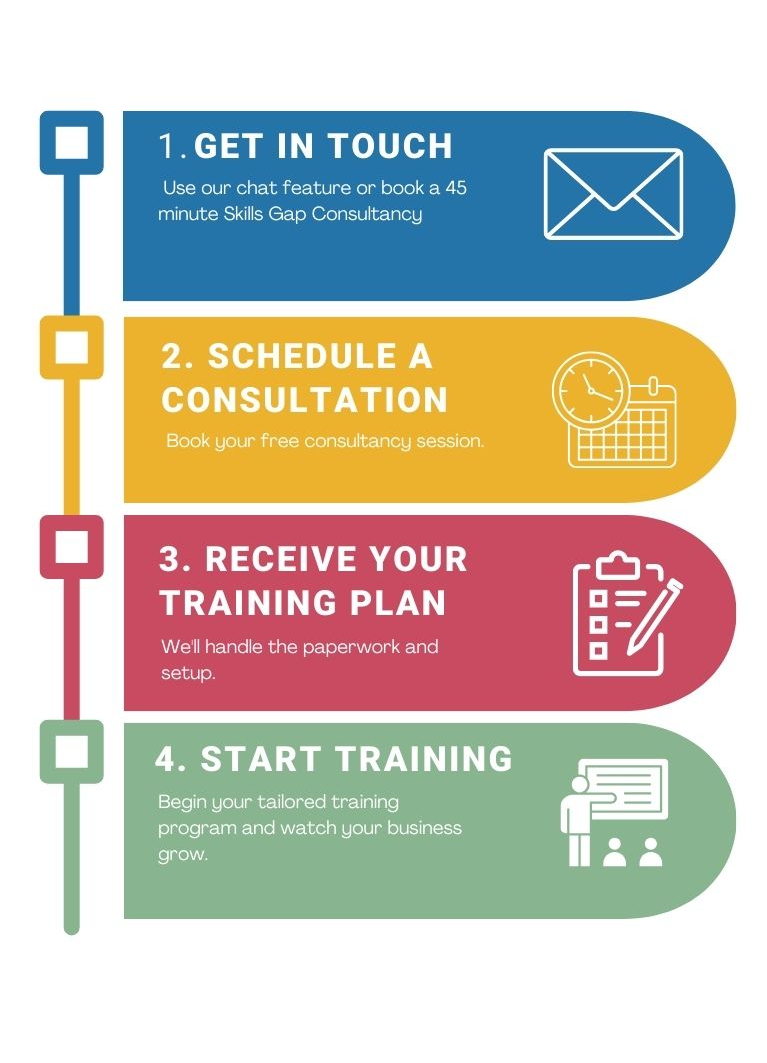 1. GET IN TOUCH
Use our chat feature or book a 45
minute Skills Gap Consultancy
2. SCHEDULE A
CONSULTATION
Book your free consultancy session.
3. RECEIVE YOUR
TRAINING PLAN
We'll handle the paperwork and
setup.
4. START TRAINING
Begin your tailored training
program and watch your business
grow.